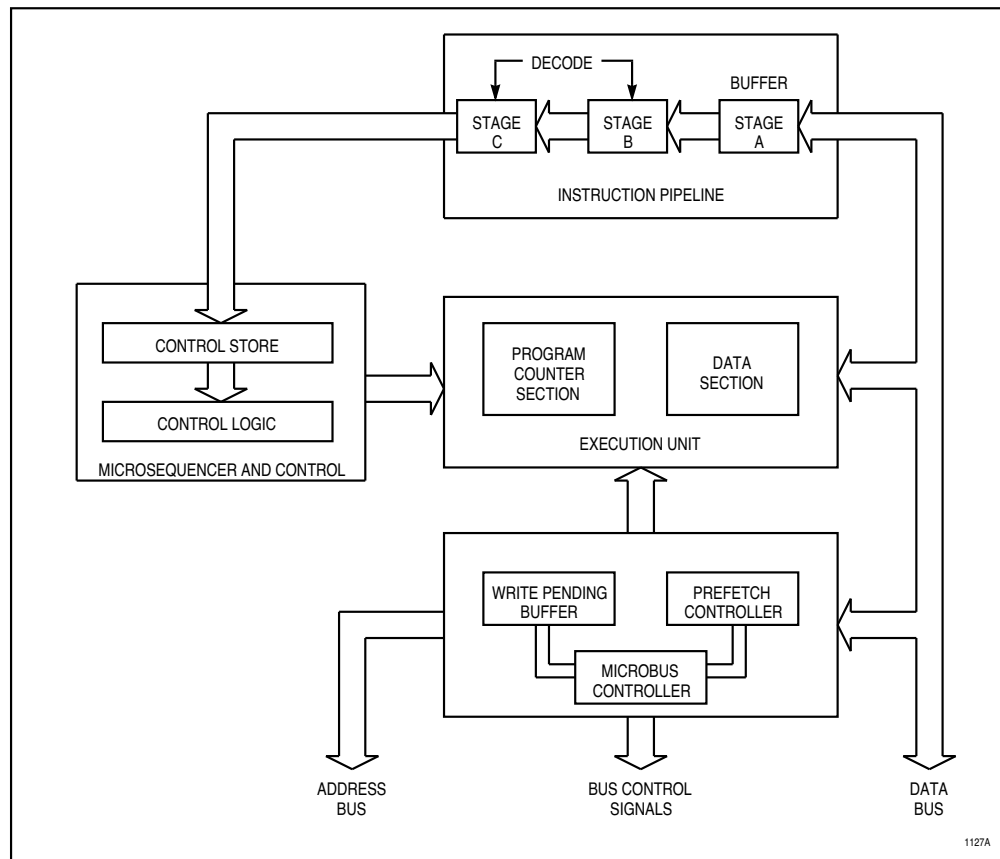 DECODE
BUFFER
STAGE
C
STAGE
B
STAGE
A
INSTRUCTION PIPELINE
CONTROL STORE
CONTROL LOGIC
MICROSEQUENCER AND CONTROL
PROGRAM
COUNTER
SECTION
DATA
SECTION
EXECUTION UNIT
WRITE PENDING
BUFFER
PREFETCH
CONTROLLER
MICROBUS
CONTROLLER
ADDRESS
BUS
BUS CONTROL
SIGNALS
DATA
BUS
1127A